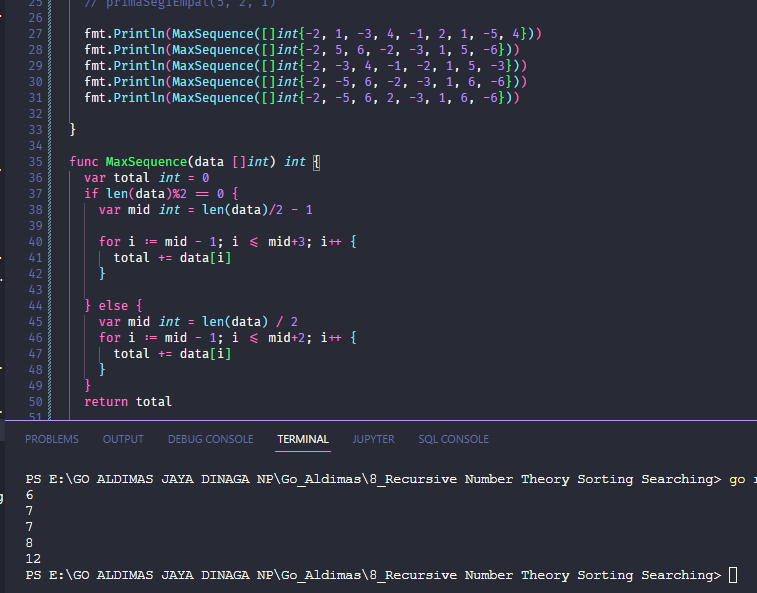 25 // primaSegiEmpat(5, 2, 1)
26
27 fmt.Println(MaxSequence([]int{-2, 1, -3, 4, -1, 2, 1, -5, 4}))
28 fmt.Println(MaxSequence([]int{-2, 5, 6, -2, -3, 1, 5, -6}))
29 fmt.Println(MaxSequence([]int{-2, -3, 4, -1, -2, 1, 5, -3}))
30 fmt.Println(MaxSequence([]int{-2, -5, 6, -2, -3, 1, 6, -6}))
31 fmt.Println(MaxSequence([]int{-2, -5, 6, 2, -3, 1, 6, -6}))
32
33 }
34
35 func MaxSequence(data []int) int {
36 var total int = 0
37 if len(data)%2 == 0 {
38 var mid int = len(data)/2 - 1
39
40 for i := mid - 1; i <= mid+3; i++ {
41 total += data[i]
42 }
43
44 } else {
45 var mid int = len(data) / 2
46 for i := mid - 1; i <= mid+2; i++ {
47 total += data[i]
48 }
49 }
50 return total
51
PROBLEMS OUTPUT DEBUG CONSOLE TERMINAL JUPYTER SQL CONSOLE
PS E:\GO ALDIMAS JAYA DINAGA NP\Go_Aldimas\8_Recursive Number Theory Sorting Searching> go
6
7
7
8
12
PS E:\GO ALDIMAS JAYA DINAGA NP\Go_Aldimas\8_Recursive Number Theory Sorting Searching>